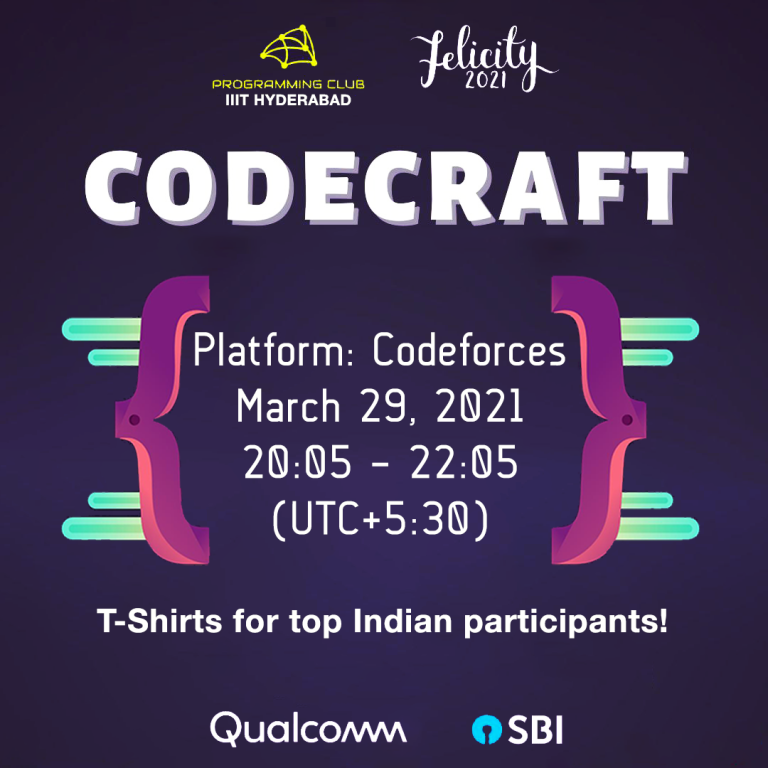 PROGRAMMING CLUB
IIIT HYDERABAD
Felicity
2021
CODECRAFT
Platform: Codeforces
March 29, 2021
20:05 - 22:05
(UTC+5:30)
T-Shirts for top Indian participants!
Qualcomm
SBI